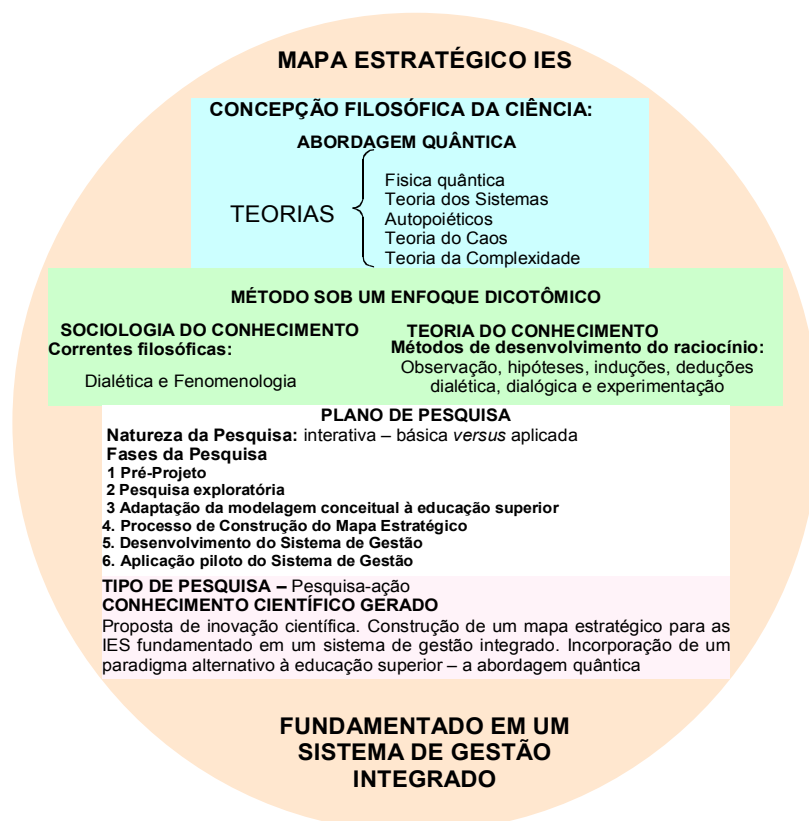 MAPA ESTRATÉGICO IES
CONCEPÇÃO FILOSÓFICA DA CIÊNCIA:
ABORDAGEM QUÂNTICA
TEORIAS
Fisica quântica
Teoria dos Sistemas
Autopoiéticos
Teoria do Caos
Teoria da Complexidade
MÉTODO SOB UM ENFOQUE DICOTÔMICO
SOCIOLOGIA DO CONHECIMENTO
Correntes filosóficas:
Dialética e Fenomenologia
TEORIA DO CONHECIMENTO
Métodos de desenvolvimento do raciocínio:
Observação, hipóteses, induções, deduções
dialética, dialógica e experimentação
PLANO DE PESQUISA
Natureza da Pesquisa: interativa – básica versus aplicada
Fases da Pesquisa
1 Pré-Projeto
2 Pesquisa exploratória
3 Adaptação da modelagem conceitual à educação superior
4. Processo de Construção do Mapa Estratégico
5. Desenvolvimento do Sistema de Gestão
6. Aplicação piloto do Sistema de Gestão
TIPO DE PESQUISA – Pesquisa-ação
CONHECIMENTO CIENTÍFICO GERADO
Proposta de inovação científica. Construção de um mapa estratégico para as
IES fundamentado em um sistema de gestão integrado. Incorporação de um
paradigma alternativo à educação superior – a abordagem quântica
FUNDAMENTADO EM UM
SISTEMA DE GESTÃO
INTEGRADO